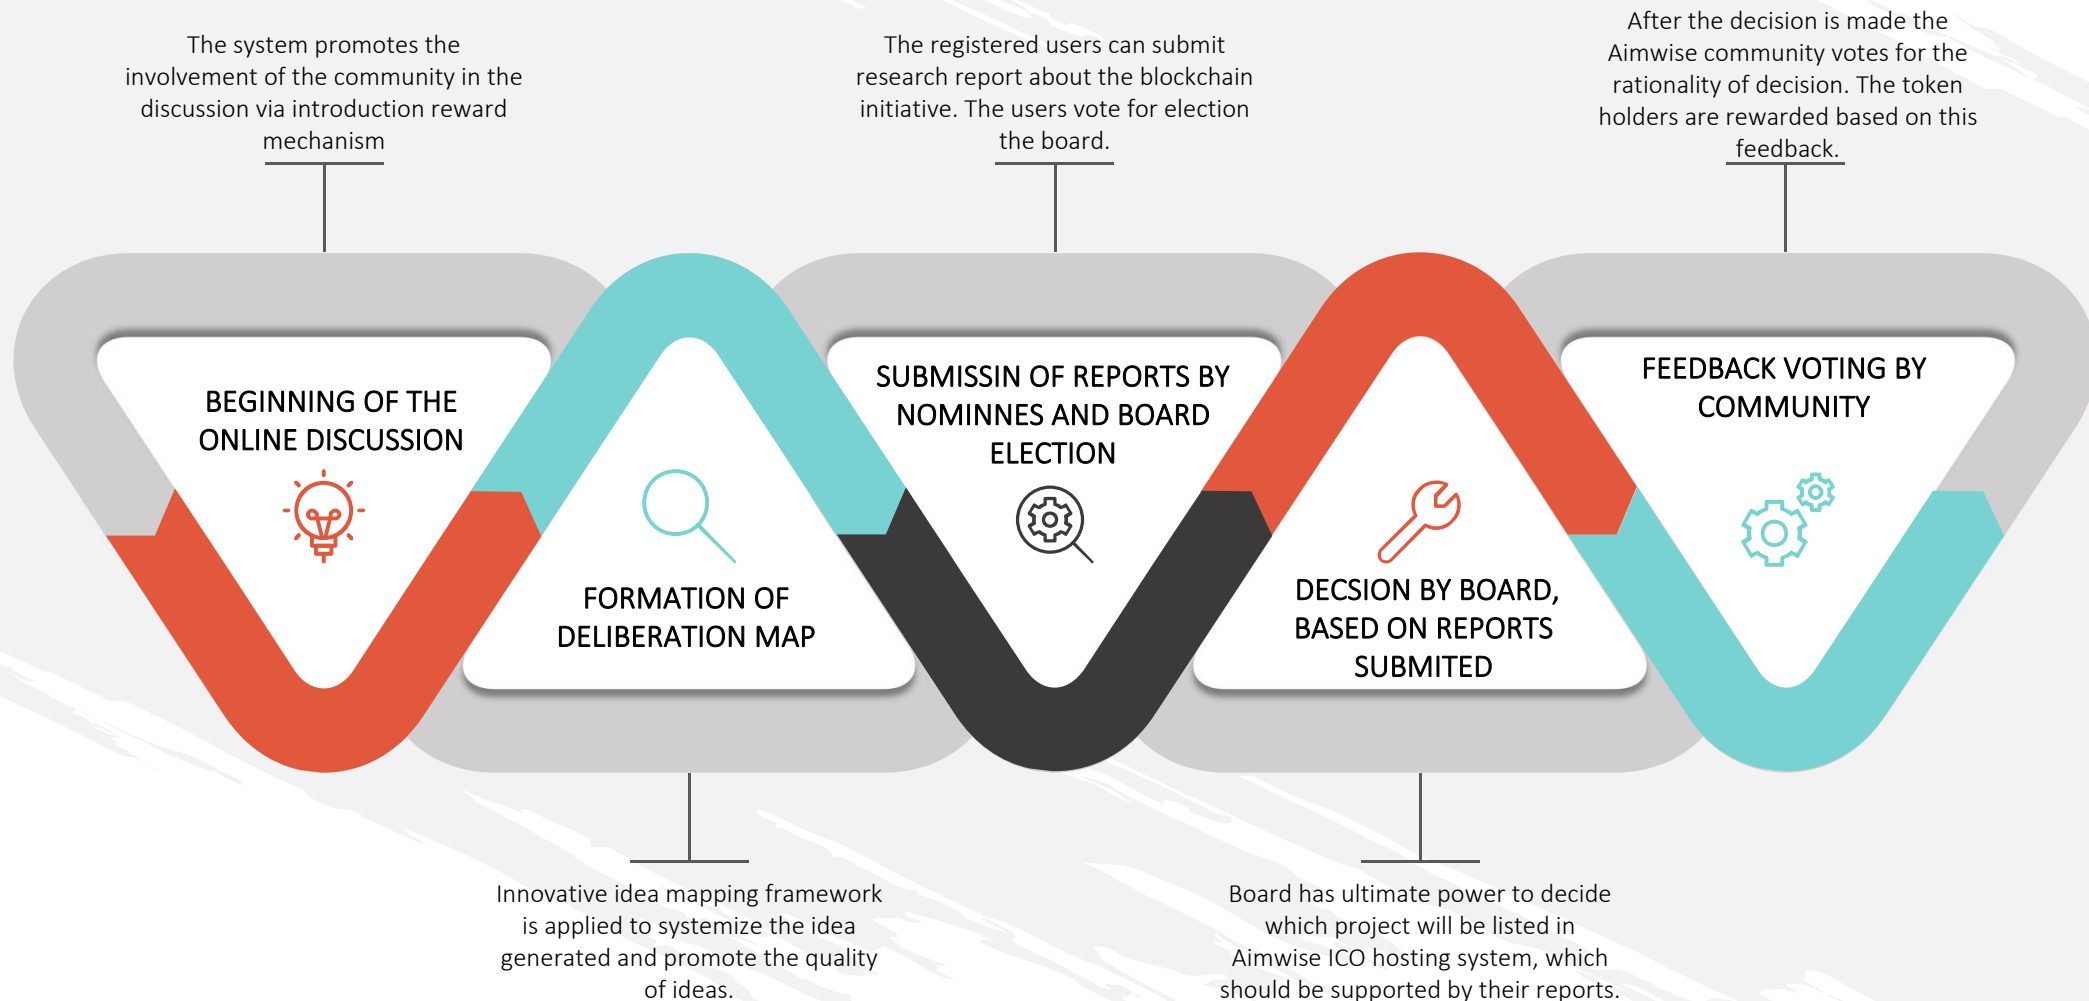 The system promotes the
involvement of the community in the
discussion via introduction reward
mechanism
The registered users can submit
research report about the blockchain
initiative. The users vote for election
the board.
After the decision is made the
Aimwise community votes for the
rationality of decision. The token
holders are rewarded based on this
feedback.
BEGINNING OF THE
ONLINE DISCUSSION
FORMATION OF
DELIBERATION MAP
SUBMISSIN OF REPORTS BY
NOMINNES AND BOARD
ELECTION
DECSION BY BOARD,
BASED ON REPORTS
SUBMITED
FEEDBACK VOTING BY
COMMUNITY
Innovative idea mapping framework
is applied to systemize the idea
generated and promote the quality
of ideas.
Board has ultimate power to decide
which project will be listed in
Aimwise ICO hosting system, which
should be supported by their reports.